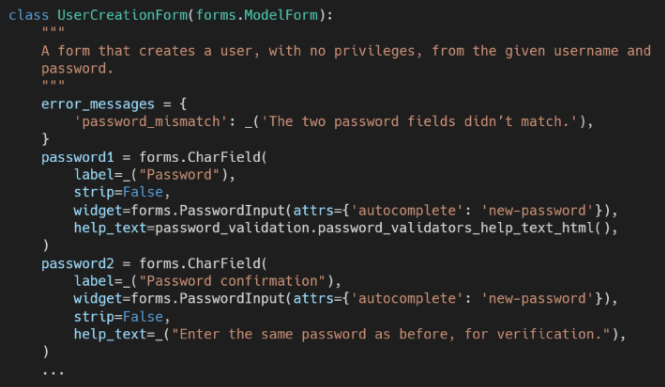 class UserCreationForm(forms.ModelForm):
    """
    A form that creates a user, with no privileges, from the given username and
    password.
    """
    error_messages = {
        'password_mismatch': _('The two password fields didn’t match.'),
    }
    password1 = forms.CharField(
        label=_("Password"),
        strip=False,
        widget=forms.PasswordInput(attrs={'autocomplete': 'new-password'}),
        help_text=password_validation.password_validators_help_text_html(),
    )
    password2 = forms.CharField(
        label=_("Password confirmation"),
        widget=forms.PasswordInput(attrs={'autocomplete': 'new-password'}),
        strip=False,
        help_text=_("Enter the same password as before, for verification."),
    )
    ...